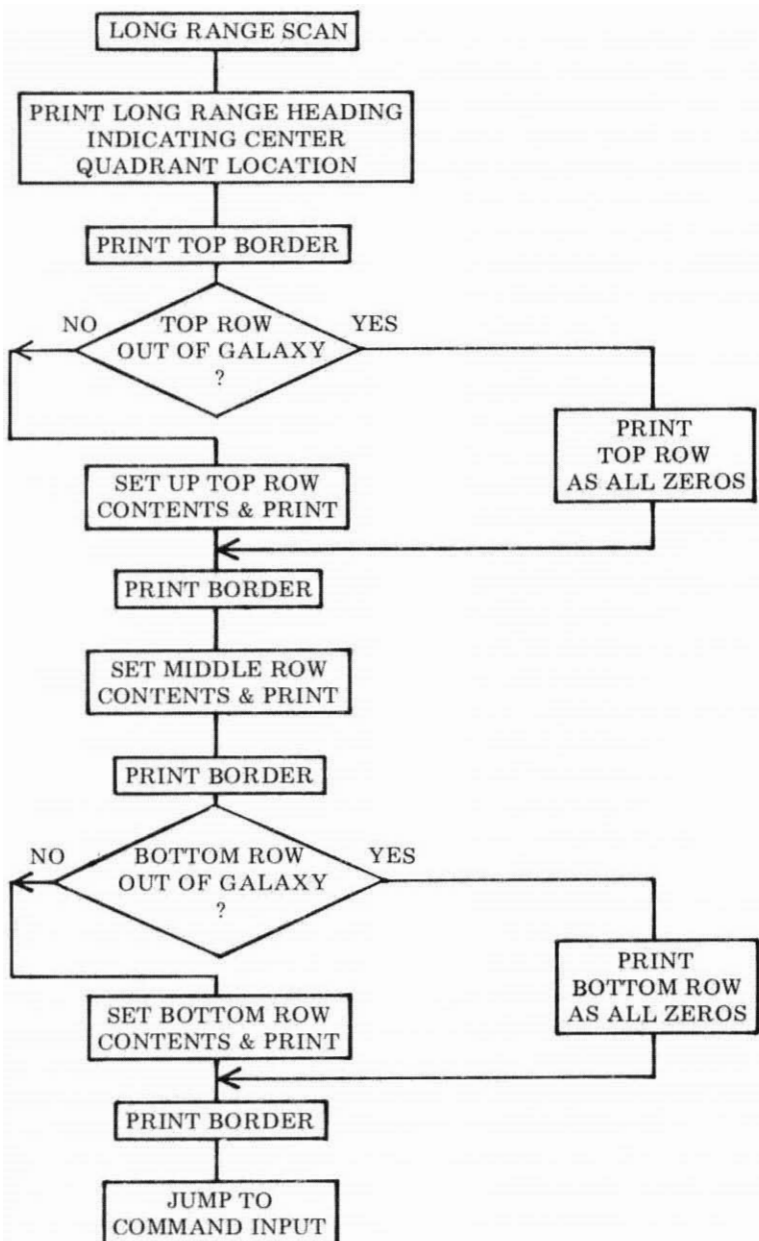 LONG RANGE SCAN
PRINT LONG RANGE HEADING
INDICATING CENTER
QUADRANT LOCATION
PRINT TOP BORDER
NO
TOP ROW
OUT OF GALAXY
?
YES
PRINT
TOP ROW
AS ALL ZEROS
SET UP TOP ROW
CONTENTS & PRINT
PRINT BORDER
SET MIDDLE ROW
CONTENTS & PRINT
PRINT BORDER
NO
BOTTOM ROW
OUT OF GALAXY
?
YES
PRINT
BOTTOM ROW
AS ALL ZEROS
SET BOTTOM ROW
CONTENTS & PRINT
PRINT BORDER
JUMP TO
COMMAND INPUT